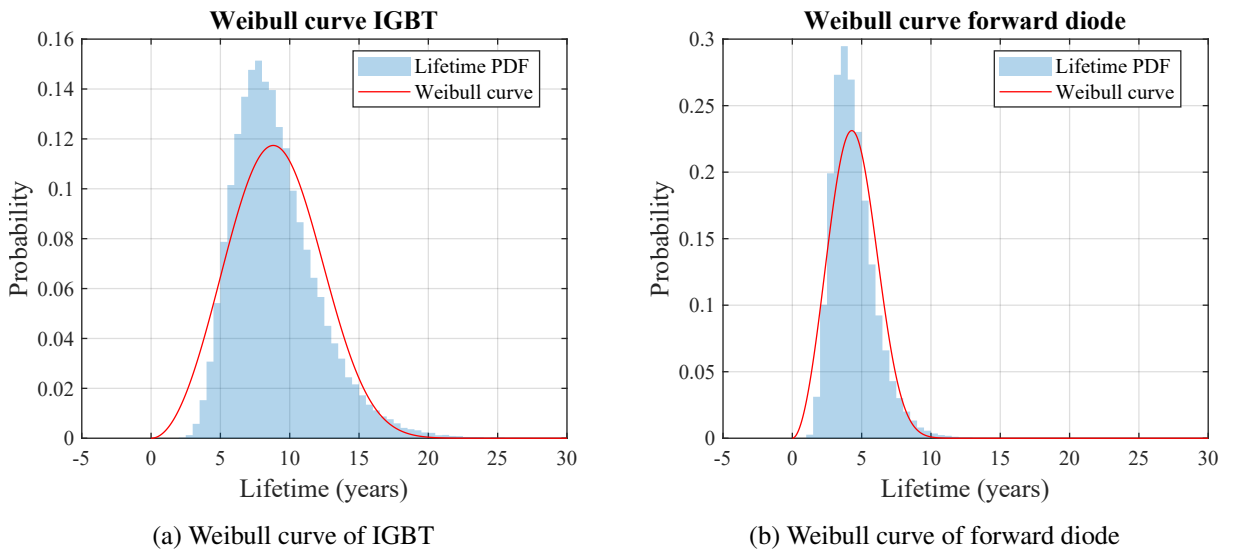 Weibull curve IGBT
0.16
0.14
0.12
0.1
0.08
0.06
0.04
0.02
0
Probability
Lifetime PDF
Weibull curve
-5 0 5 10 15 20 25 30
Lifetime (years)
(a) Weibull curve of IGBT
Weibull curve forward diode
0.3
0.25
0.2
0.15
0.1
0.05
0
Probability
Lifetime PDF
Weibull curve
-5 0 5 10 15 20 25 30
Lifetime (years)
(b) Weibull curve of forward diode